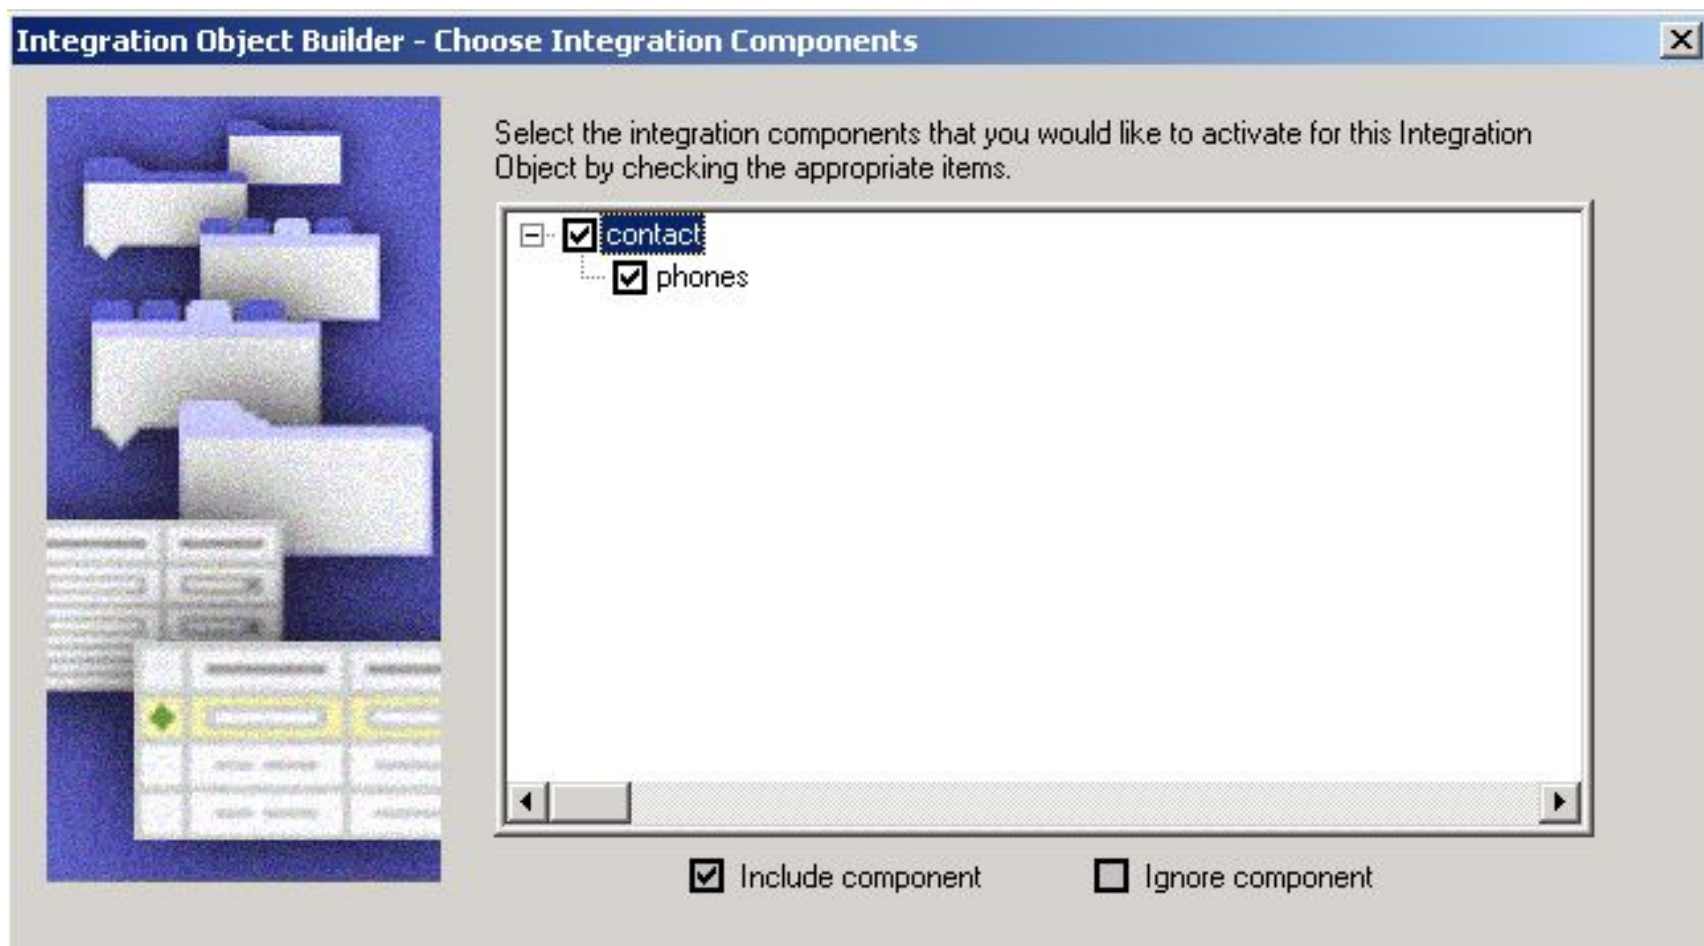 Integration Object Builder - Choose Integration Components
Select the integration components that you would like to activate for this Integration
Object by checking the appropriate items.
contact
phones
Include component Ignore component